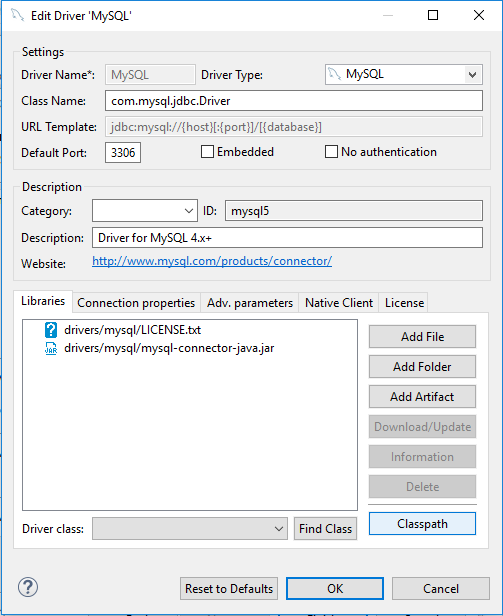 Edit Driver 'MySQL'
Settings
Driver Name*: MySQL Driver Type: MySQL
Class Name: com.mysql.jdbc.Driver
URL Template: jdbc:mysql://{host}[:{port}]/[{database}]
Default Port: 3306 Embedded No authentication
Description
Category: ID: mysql5
Description: Driver for MySQL 4.x+
Website: http://www.mysql.com/products/connector/
Libraries Connection properties Adv. parameters Native Client License
drivers/mysql/LICENSE.txt
JAR drivers/mysql/mysql-connector-java.jar
Add File
Add Folder
Add Artifact
Download/Update
Information
Delete
Classpath
Driver class: Find Class
? Reset to Defaults OK Cancel